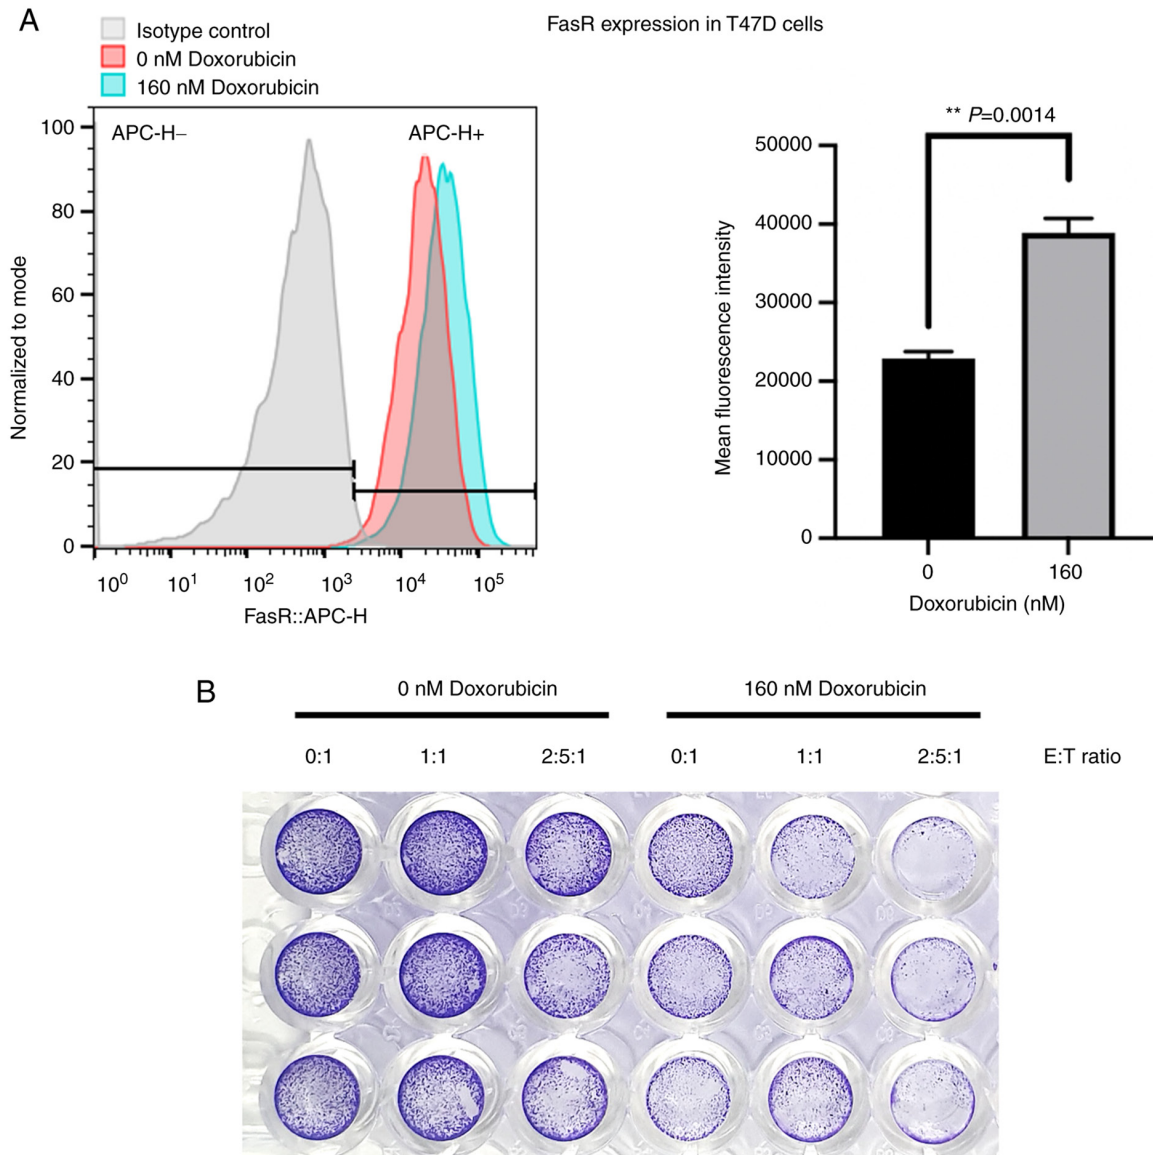 A
Isotype control
0 nM Doxorubicin
160 nM Doxorubicin
FasR expression in T47D cells
APC-H–
APC-H+
Normalized to mode
100
80
60
40
20
0
10⁰ 10¹ 10² 10³ 10⁴ 10⁵
FasR::APC-H
** P=0.0014
Mean fluorescence intensity
50000
40000
30000
20000
10000
0
0 160
Doxorubicin (nM)
B
0 nM Doxorubicin 160 nM Doxorubicin
0:1 1:1 2:5:1 0:1 1:1 2:5:1 E:T ratio